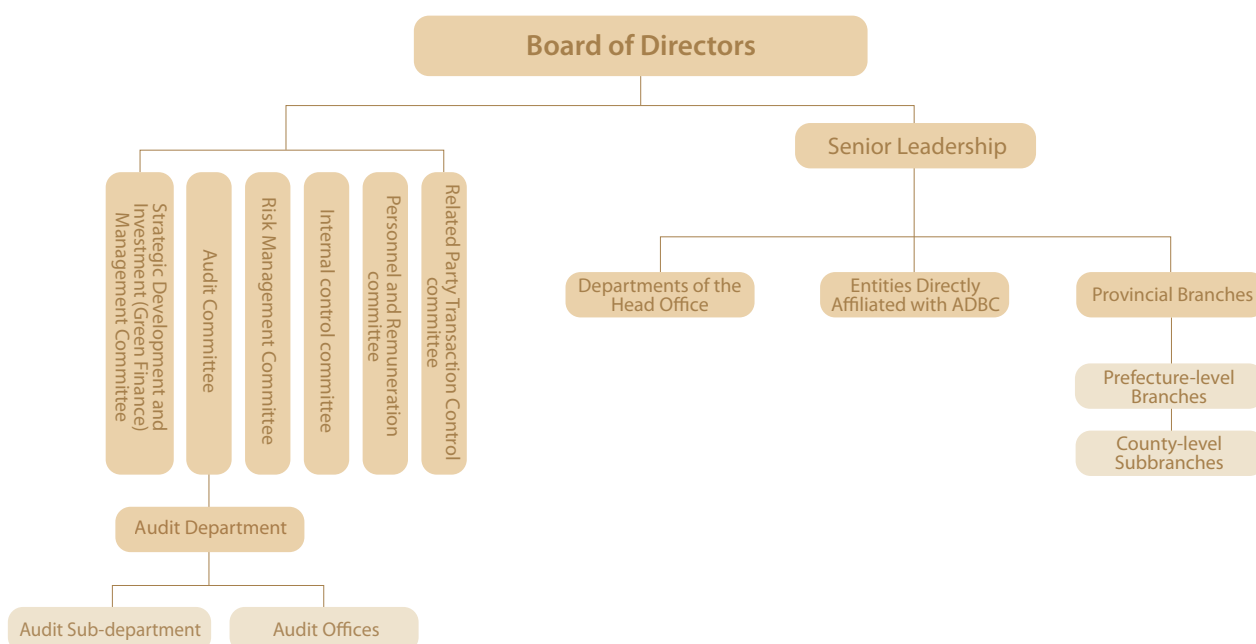 Board of Directors
Senior Leadership
Strategic Development and
Investment (Green Finance)
Management Committee
Audit Committee
Risk Management Committee
Internal control committee
Personnel and Remuneration
committee
Related Party Transaction Control
committee
Departments of the
Head Office
Entities Directly
Affiliated with ADBC
Provincial Branches
Prefecture-level
Branches
County-level
Subbranches
Audit Department
Audit Sub-department
Audit Offices